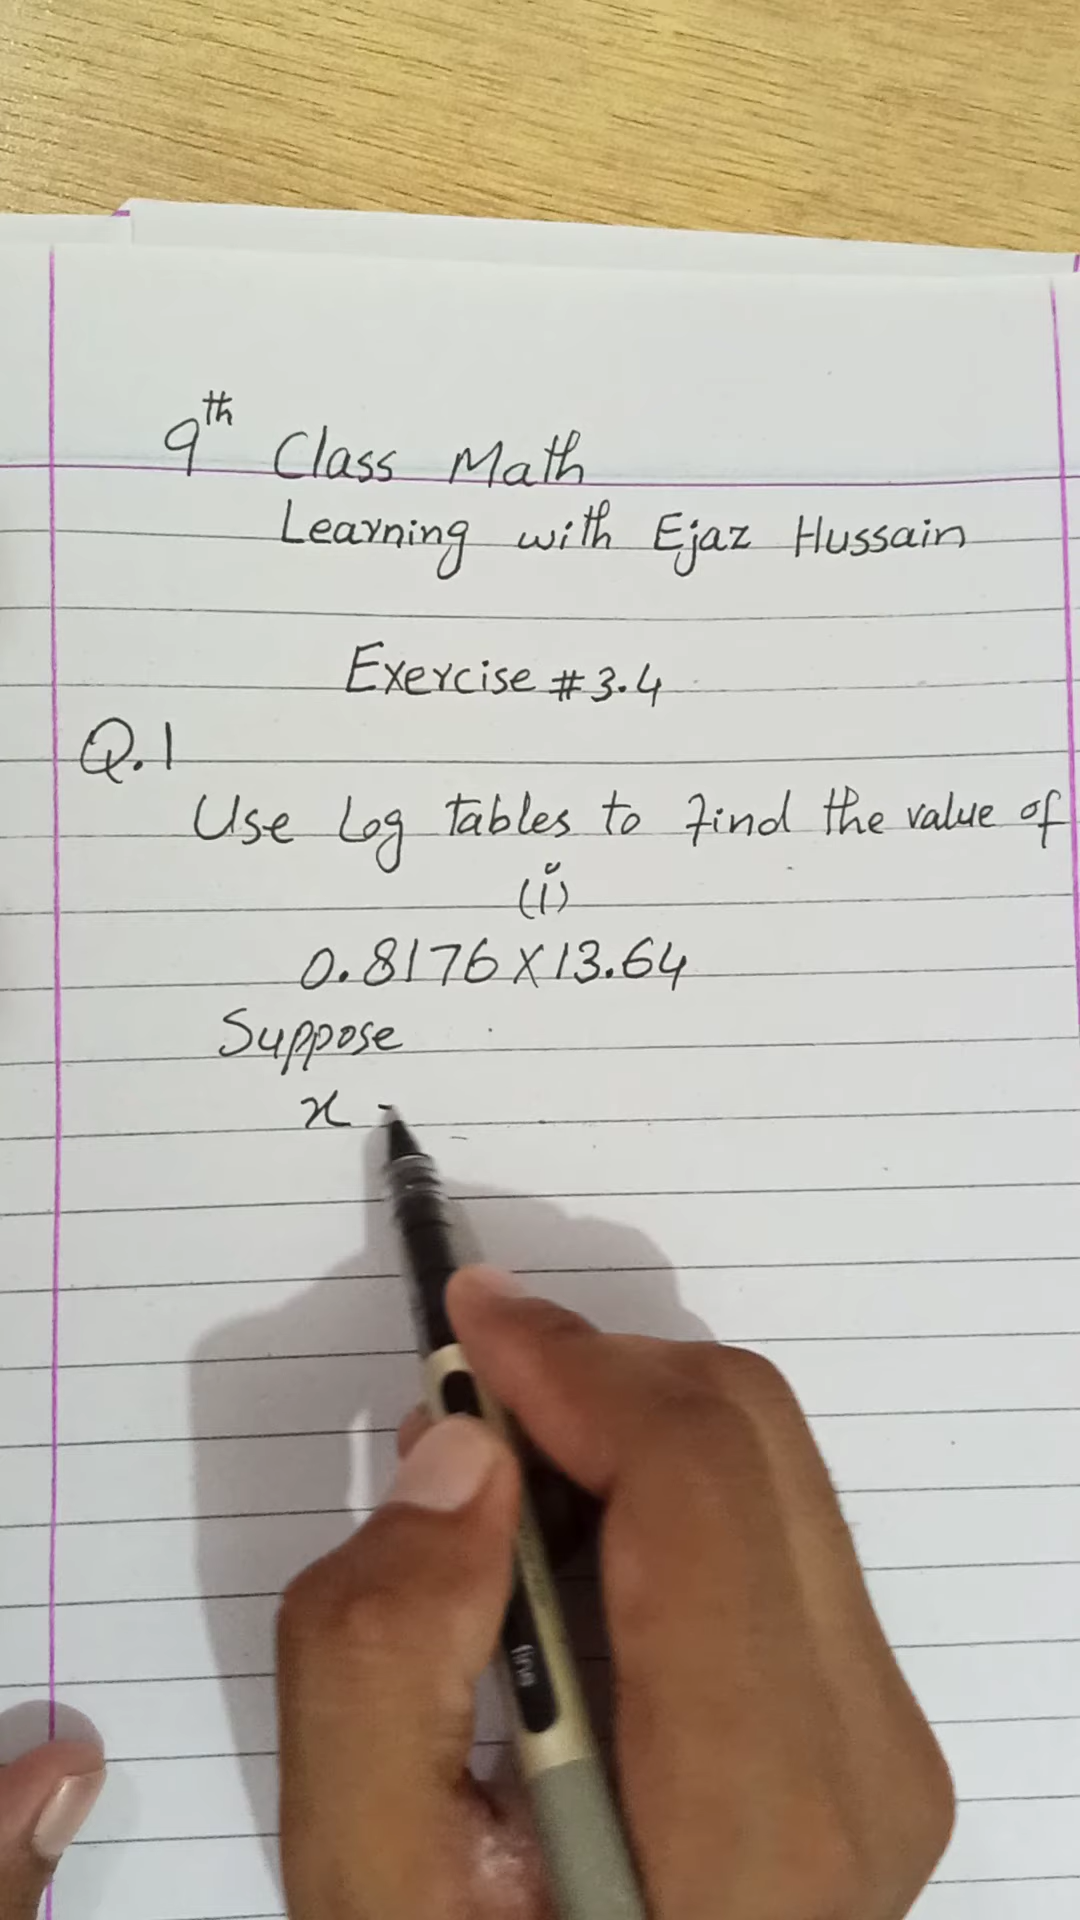 9th Class Math
Learning with Ejaz Hussain
Exercise #3.4
Q.1
Use Log tables to find the value of
(i)
0.8176×13.64
Suppose
x -
fine